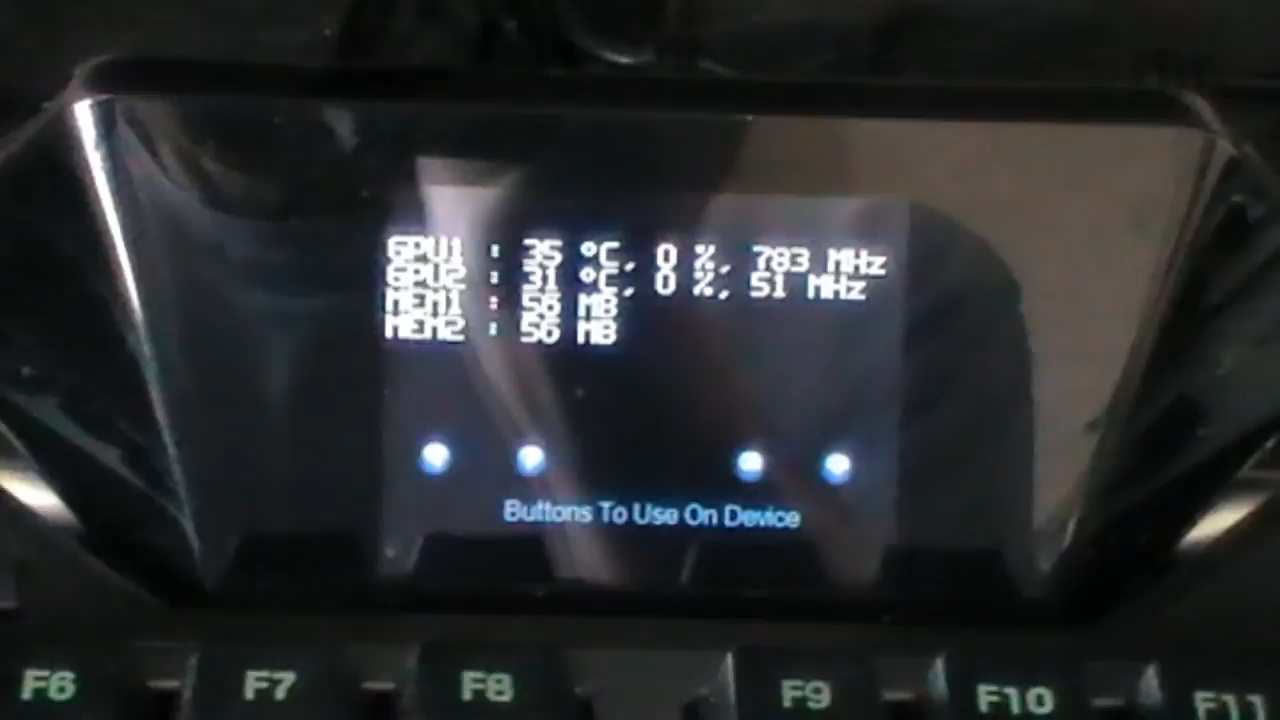 GPU1 : 35 °C, 0 %, 783 MHz
GPU2 : 31 °C, 0 %, 51 MHz
MEM1 : 56 MB
MEM2 : 56 MB
Buttons To Use On Device
F6 F7 F8 F9 F10 F11